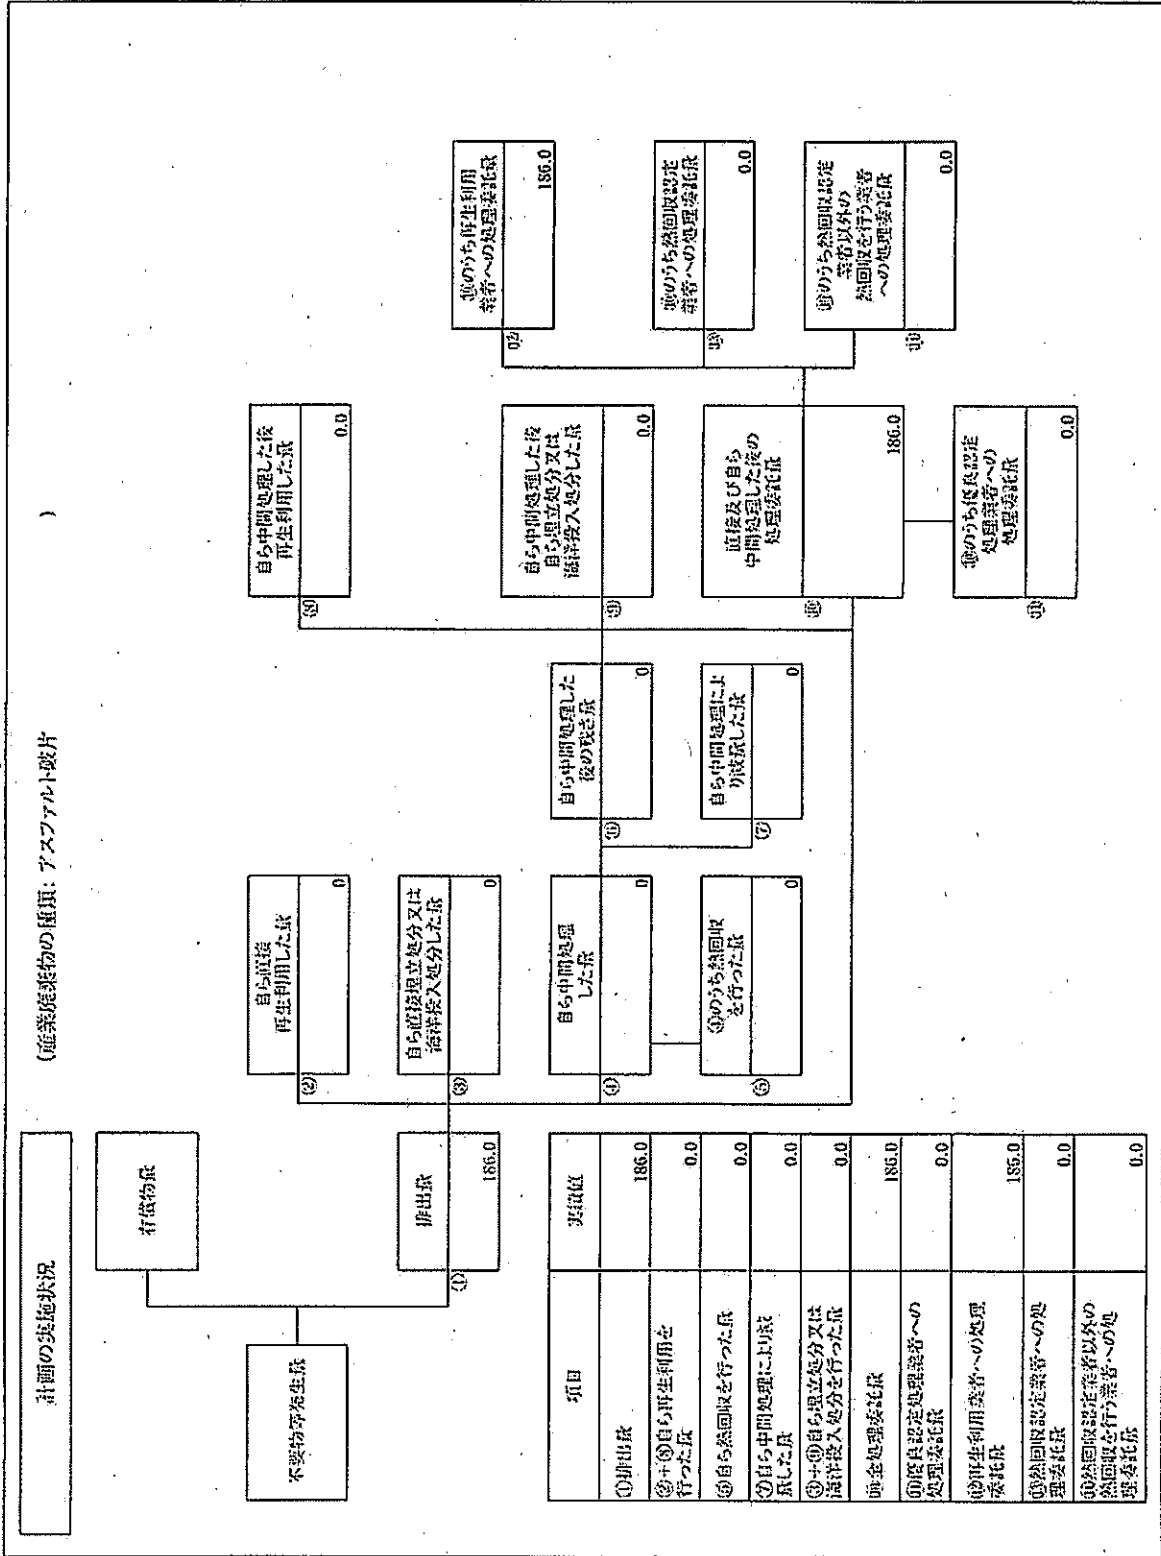 計画の実施状況
(産業廃棄物の種類: アスファルト破片 )
不要物等発生量
有償物量
①
排出量
186.0
②
自ら直接
再生利用した量
0
③
自ら直接埋立処分又は
海洋投入処分した量
0
④
自ら中間処理
した量
0
⑤
④のうち熱回収
を行った量
0
⑥
自ら中間処理した
後の残さ量
0
⑦
自ら中間処理によ
り減量した量
0
⑧
自ら中間処理した後
再生利用した量
0.0
⑨
自ら中間処理した後
自ら埋立処分又は
海洋投入処分した量
0.0
⑩
直接及び自ら
中間処理した後の
処理委託量
186.0
⑪
⑩のうち優良認定
処理業者への
処理委託量
0.0
⑫
⑩のうち再生利用
業者への処理委託量
186.0
⑬
⑩のうち熱回収認定
業者への処理委託量
0.0
⑭
⑩のうち熱回収認定
業者以外の
熱回収を行う業者
への処理委託量
0.0
項目 実績値
①排出量 186.0
②+⑧自ら再生利用を
行った量 0.0
⑤自ら熱回収を行った量 0.0
⑦自ら中間処理により減
量した量 0.0
③+⑨自ら埋立処分又は
海洋投入処分を行った量 0.0
⑩全処理委託量 186.0
⑪優良認定処理業者への
処理委託量 0.0
⑫再生利用業者への処理
委託量 186.0
⑬熱回収認定業者への処
理委託量 0.0
⑭熱回収認定業者以外の
熱回収を行う業者への処
理委託量 0.0